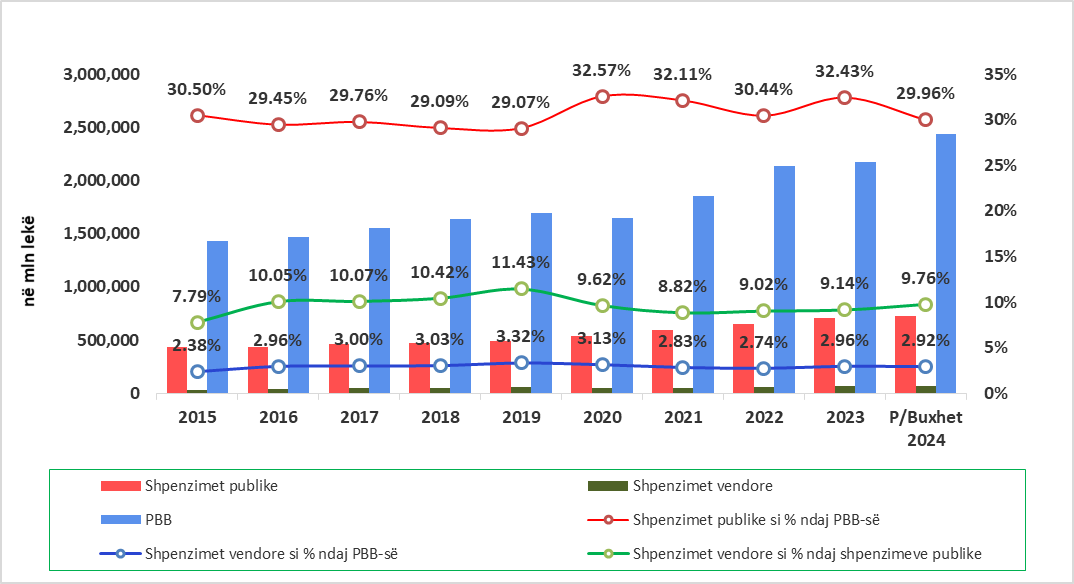 3,000,000
2,500,000
2,000,000
1,500,000
1,000,000
500,000
0
në mln lekë
35%
30%
25%
20%
15%
10%
5%
0%
30.50% 29.45% 29.76% 29.09% 29.07% 32.57% 32.11% 30.44% 32.43% 29.96%
7.79% 10.05% 10.07% 10.42% 11.43% 9.62% 8.82% 9.02% 9.14% 9.76%
2.38% 2.96% 3.00% 3.03% 3.32% 3.13% 2.83% 2.74% 2.96% 2.92%
2015 2016 2017 2018 2019 2020 2021 2022 2023 P/Buxhet
2024
Shpenzimet publike
Shpenzimet vendore
PBB
Shpenzimet publike si % ndaj PBB-së
Shpenzimet vendore si % ndaj PBB-së
Shpenzimet vendore si % ndaj shpenzimeve publike